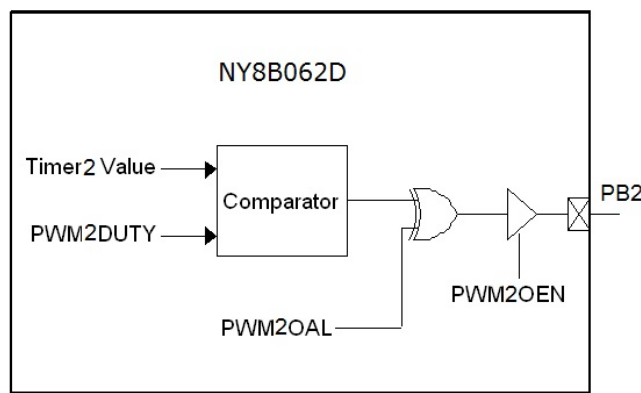 NY8B062D
Timer2 Value
Comparator
PB2
PWM2DUTY
PWM2OEN
PWM2OAL